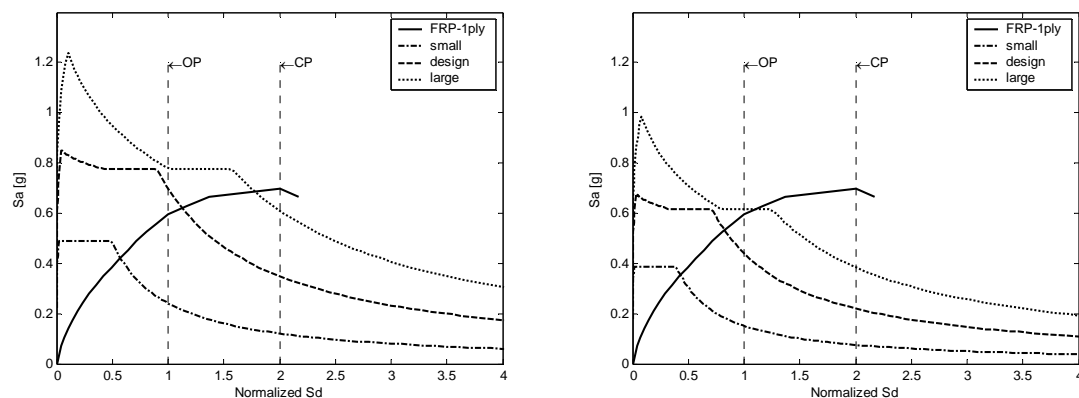 FRP-1ply
small
design
large
←OP
←CP
1.2
1
0.8
0.6
0.4
0.2
0
Sa [g]
0 0.5 1 1.5 2 2.5 3 3.5 4
Normalized Sd
FRP-1ply
small
design
large
←OP
←CP
1.2
1
0.8
0.6
0.4
0.2
0
Sa [g]
0 0.5 1 1.5 2 2.5 3 3.5 4
Normalized Sd